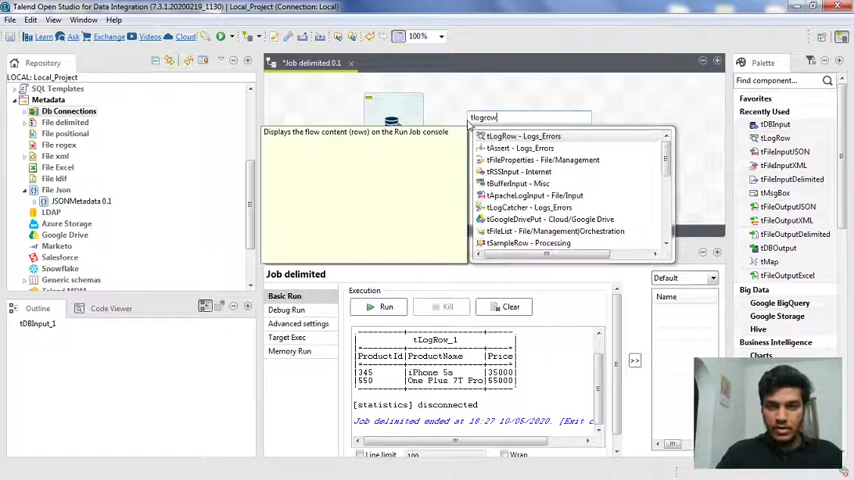 Talend Open Studio for Data Integration (7.3.1.20200219_1130) | Local_Project (Connection: Local)
File Edit View Window Help
Learn Ask Exchange Videos Cloud 100%
Repository
LOCAL: Local_Project
SQL Templates
Metadata
Db Connections
File delimited
File positional
File regex
File xml
File Excel
File ldif
File Json
JSONMetadata 0.1
LDAP
Azure Storage
Google Drive
Marketo
Salesforce
Snowflake
Generic schemas
Outline
Code Viewer
tDBInput_1
*Job delimited 0.1
tlogrow
Displays the flow content (rows) on the Run Job console
tLogRow - Logs_Errors
tAssert - Logs_Errors
tFileProperties - File/Management
tRSSInput - Internet
tBufferInput - Misc
tApacheLogInput - File/Input
tLogCatcher - Logs_Errors
tGoogleDrivePut - Cloud/Google Drive
tFileList - File/Management|Orchestration
tSampleRow - Processing
Job delimited
Basic Run
Debug Run
Advanced settings
Target Exec
Memory Run
Execution
Run
Kill
Clear
tLogRow_1
ProductId|ProductName |Price
345 |iPhone 5s |35000
550 |One Plus 7T Pro|55000
[statistics] disconnected
Job delimited ended at 18:27 10/05/2020. [Exit c
Line limit 100 Wrap
>>
Default
Name
Palette
Find component...
Favorites
Recently Used
tDBInput
tLogRow
tFileInputJSON
tFileInputXML
tFileInputDelimited
tMsgBox
tFileOutputJSON
tFileOutputXML
tFileOutputDelimited
tDBOutput
tMap
tFileOutputExcel
Big Data
Google BigQuery
Google Storage
Hive
Business Intelligence
Charts